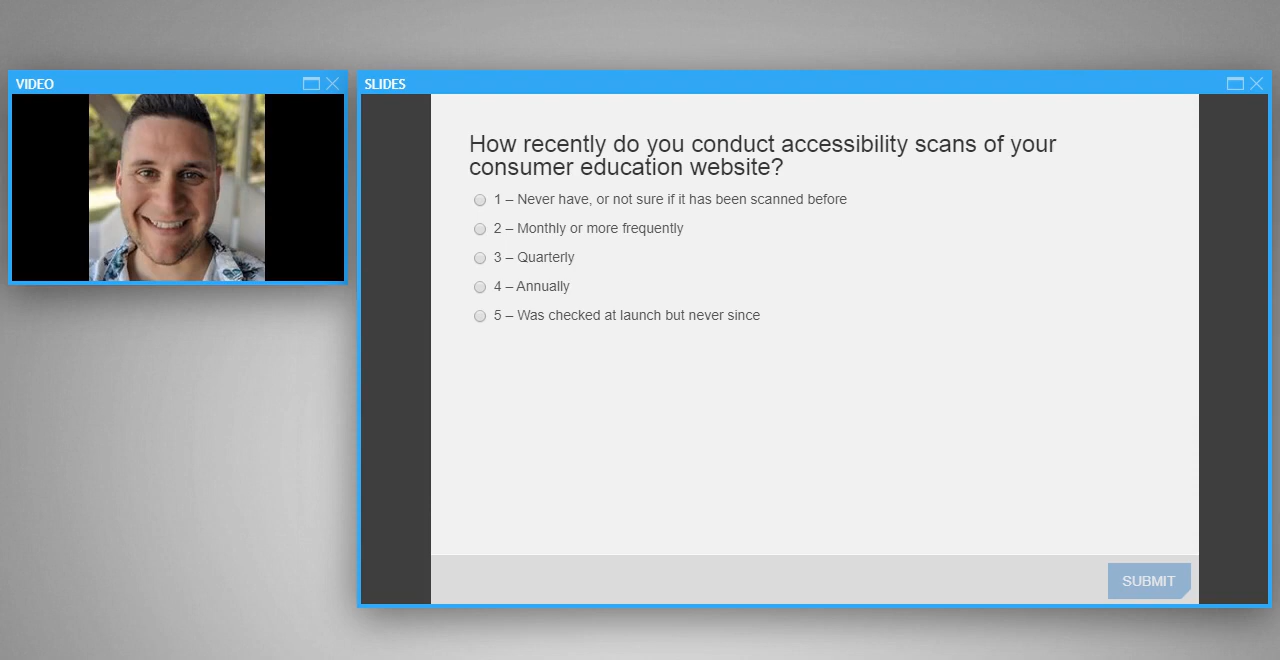 VIDEO
SLIDES
How recently do you conduct accessibility scans of your
consumer education website?
1 – Never have, or not sure if it has been scanned before
2 – Monthly or more frequently
3 – Quarterly
4 – Annually
5 – Was checked at launch but never since
SUBMIT